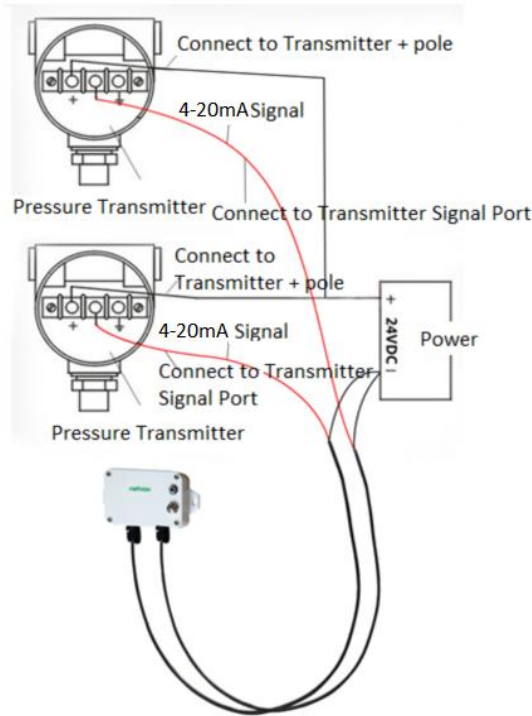 Connect to Transmitter + pole
+
4-20mA Signal
Pressure Transmitter
Connect to Transmitter Signal Port
Connect to
Transmitter + pole
+
4-20mA Signal
Connect to Transmitter
Signal Port
Pressure Transmitter
+
24VDC
-
Power